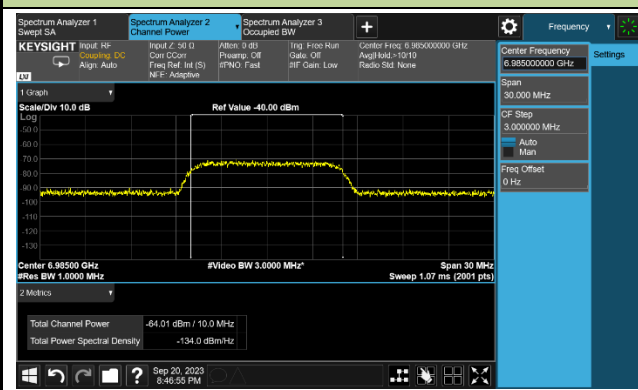 Spectrum Analyzer 1
Swept SA
Spectrum Analyzer 2
Channel Power
Spectrum Analyzer 3
Occupied BW
Frequency
KEYSIGHT
Input: RF
Coupling: DC
Align: Auto
Input Z: 50 Ω
Corr CCorr
Freq Ref: Int (S)
NFE: Adaptive
Atten: 0 dB
Preamp: Off
#PNO: Fast
Trig: Free Run
Gate: Off
#IF Gain: Low
Center Freq: 6.985000000 GHz
Avg|Hold:>10/10
Radio Std: None
Center Frequency
6.985000000 GHz
Settings
Span
30.000 MHz
CF Step
3.000000 MHz
Auto
Man
Freq Offset
0 Hz
1 Graph
Scale/Div 10.0 dB
Ref Value -40.00 dBm
Log
-50.0
-60.0
-70.0
-80.0
-90.0
-100
-110
-120
-130
Center 6.98500 GHz
#Video BW 3.0000 MHz*
Span 30 MHz
#Res BW 1.0000 MHz
Sweep 1.07 ms (2001 pts)
2 Metrics
Total Channel Power -64.01 dBm / 10.0 MHz
Total Power Spectral Density -134.0 dBm/Hz
Sep 20, 2023
8:46:55 PM